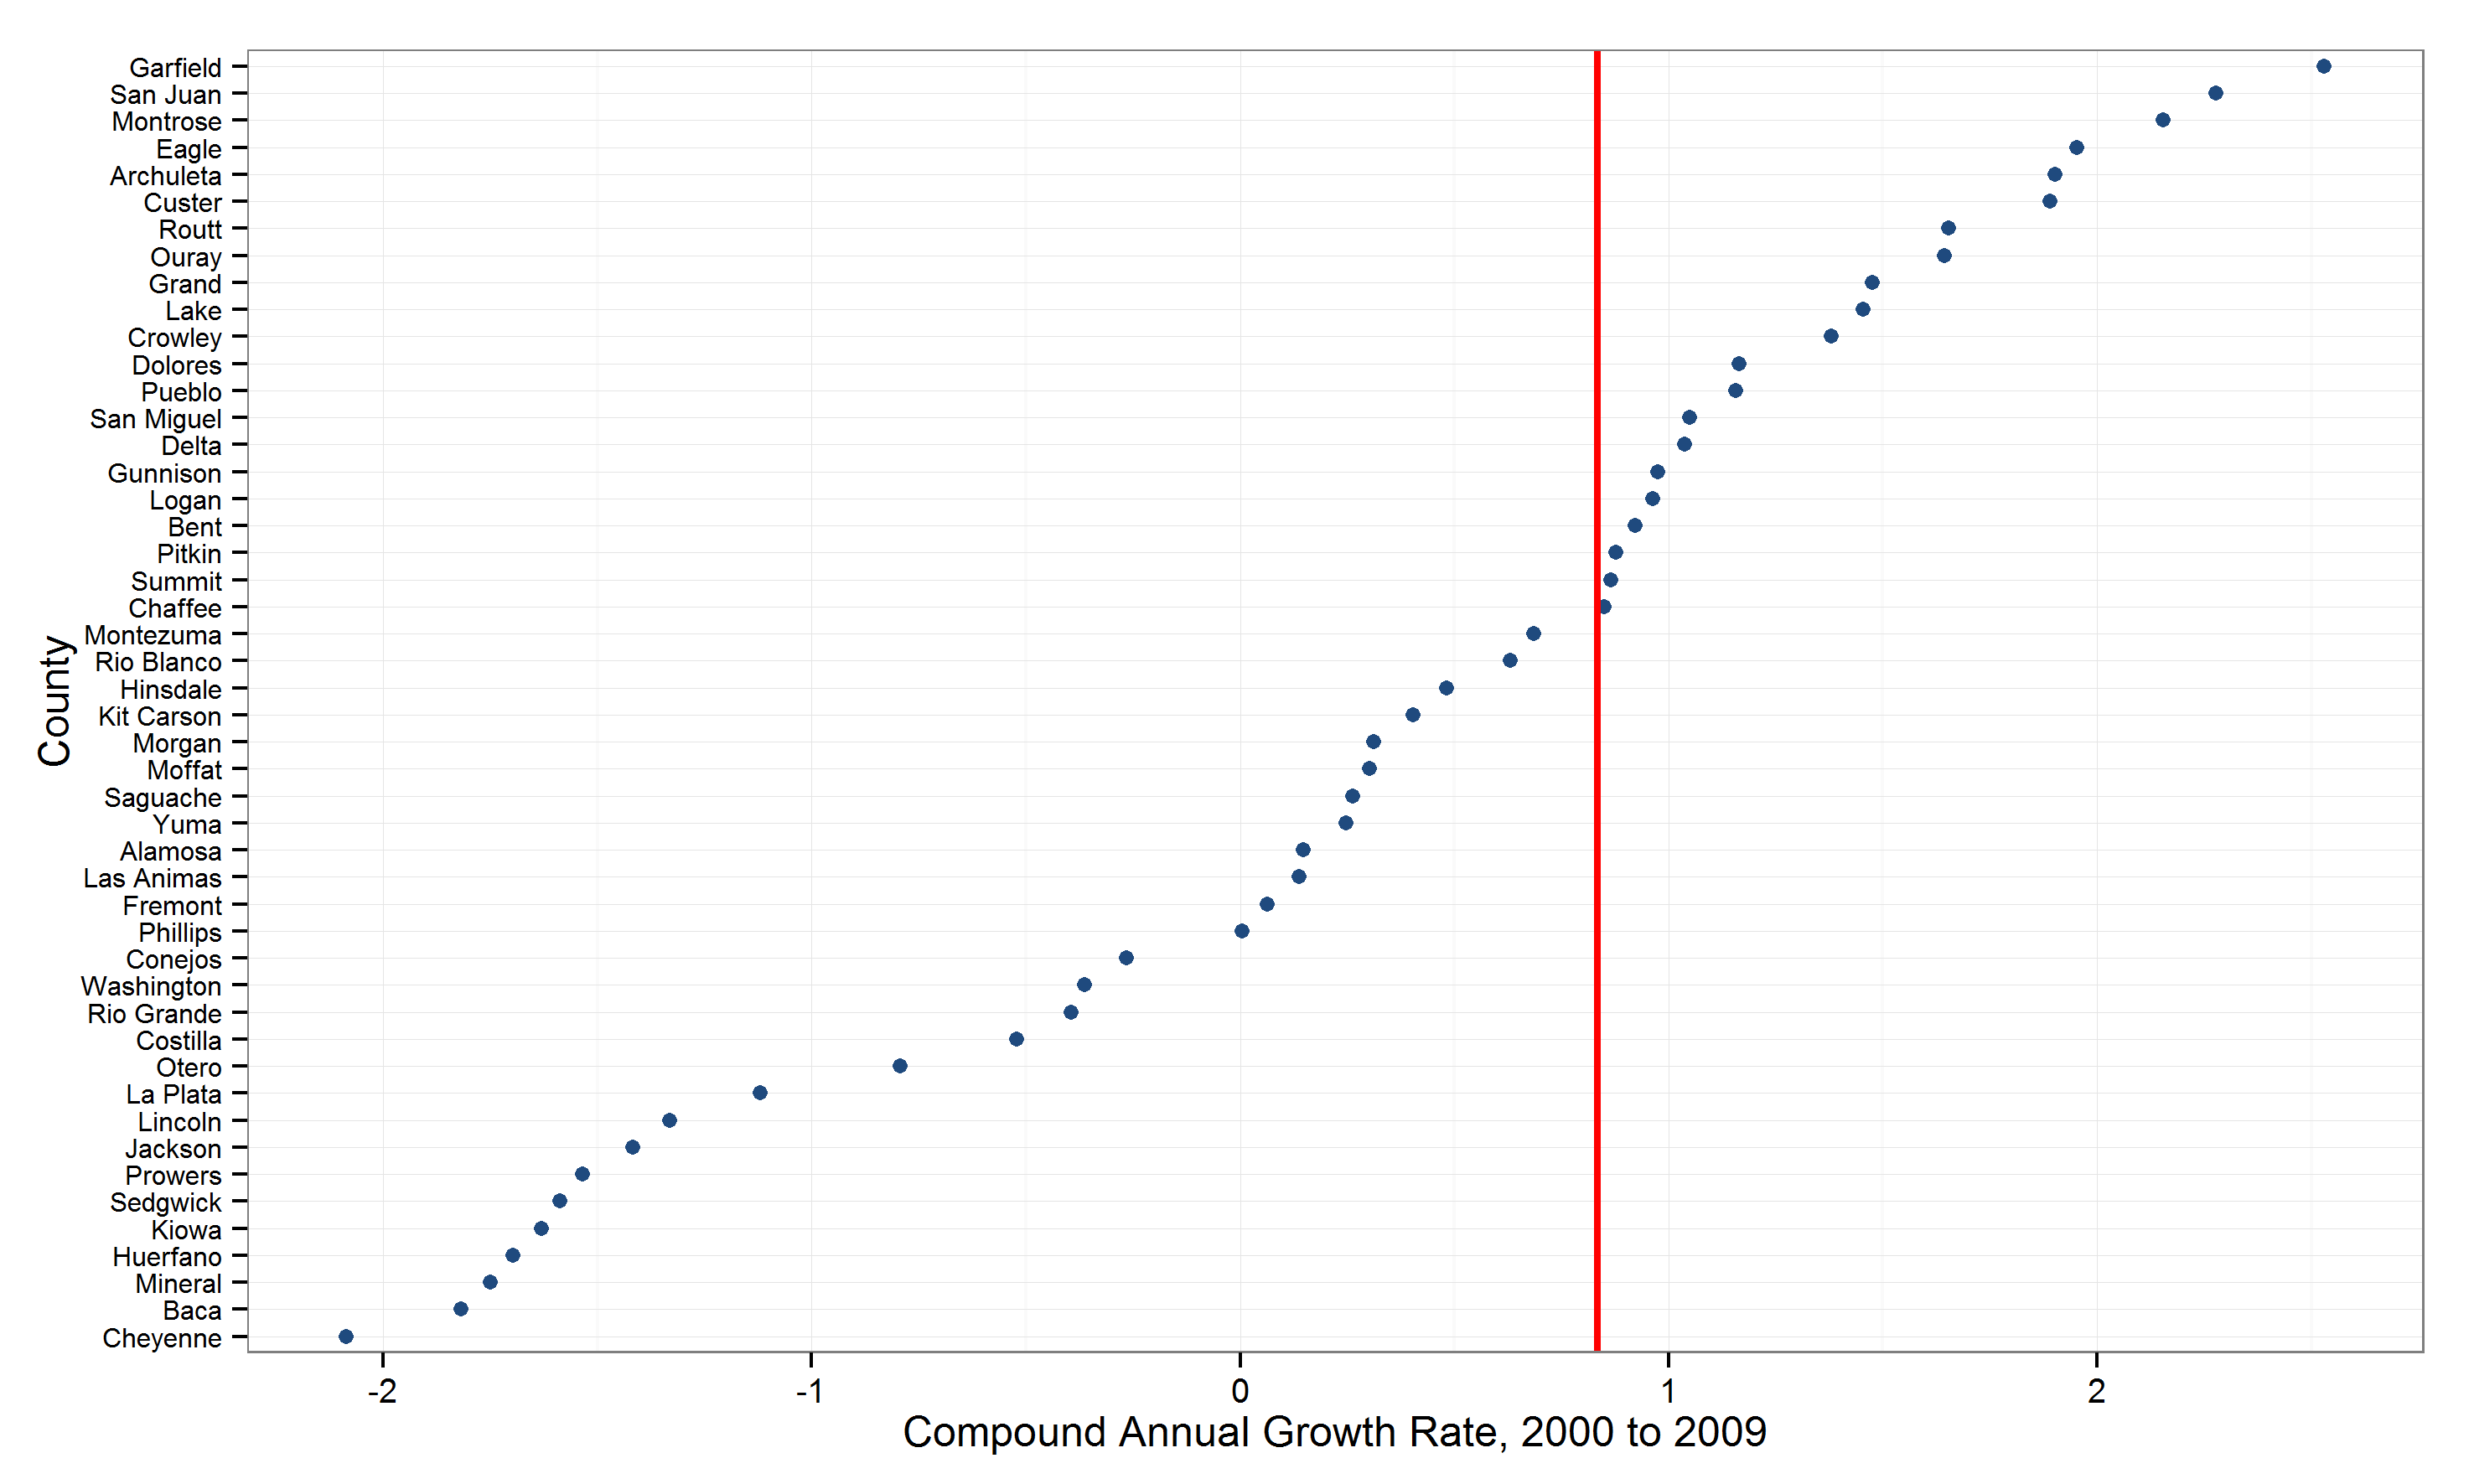 Garfield
San Juan
Montrose
Eagle
Archuleta
Custer
Routt
Ouray
Grand
Lake
Crowley
Dolores
Pueblo
San Miguel
Delta
Gunnison
Logan
Bent
Pitkin
Summit
Chaffee
Montezuma
Rio Blanco
Hinsdale
Kit Carson
Morgan
Moffat
Saguache
Yuma
Alamosa
Las Animas
Fremont
Phillips
Conejos
Washington
Rio Grande
Costilla
Otero
La Plata
Lincoln
Jackson
Prowers
Sedgwick
Kiowa
Huerfano
Mineral
Baca
Cheyenne
County
-2 -1 0 1 2
Compound Annual Growth Rate, 2000 to 2009